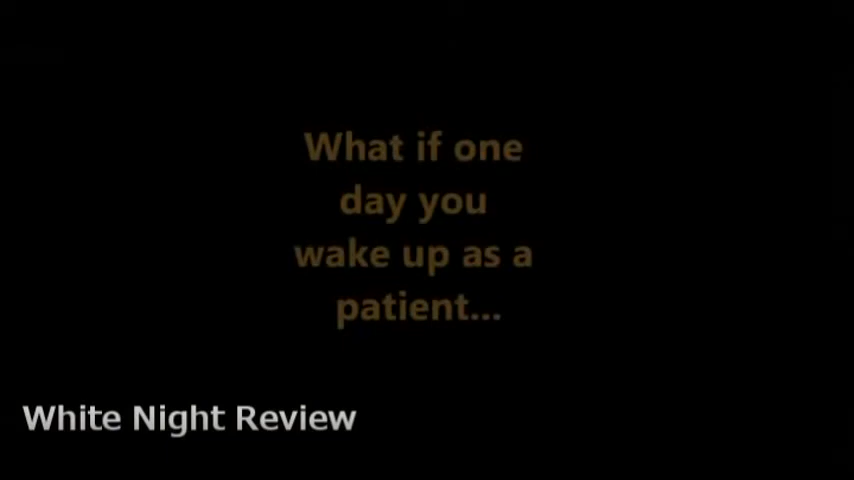 What if one
day you
wake up as a
patient...
White Night Review